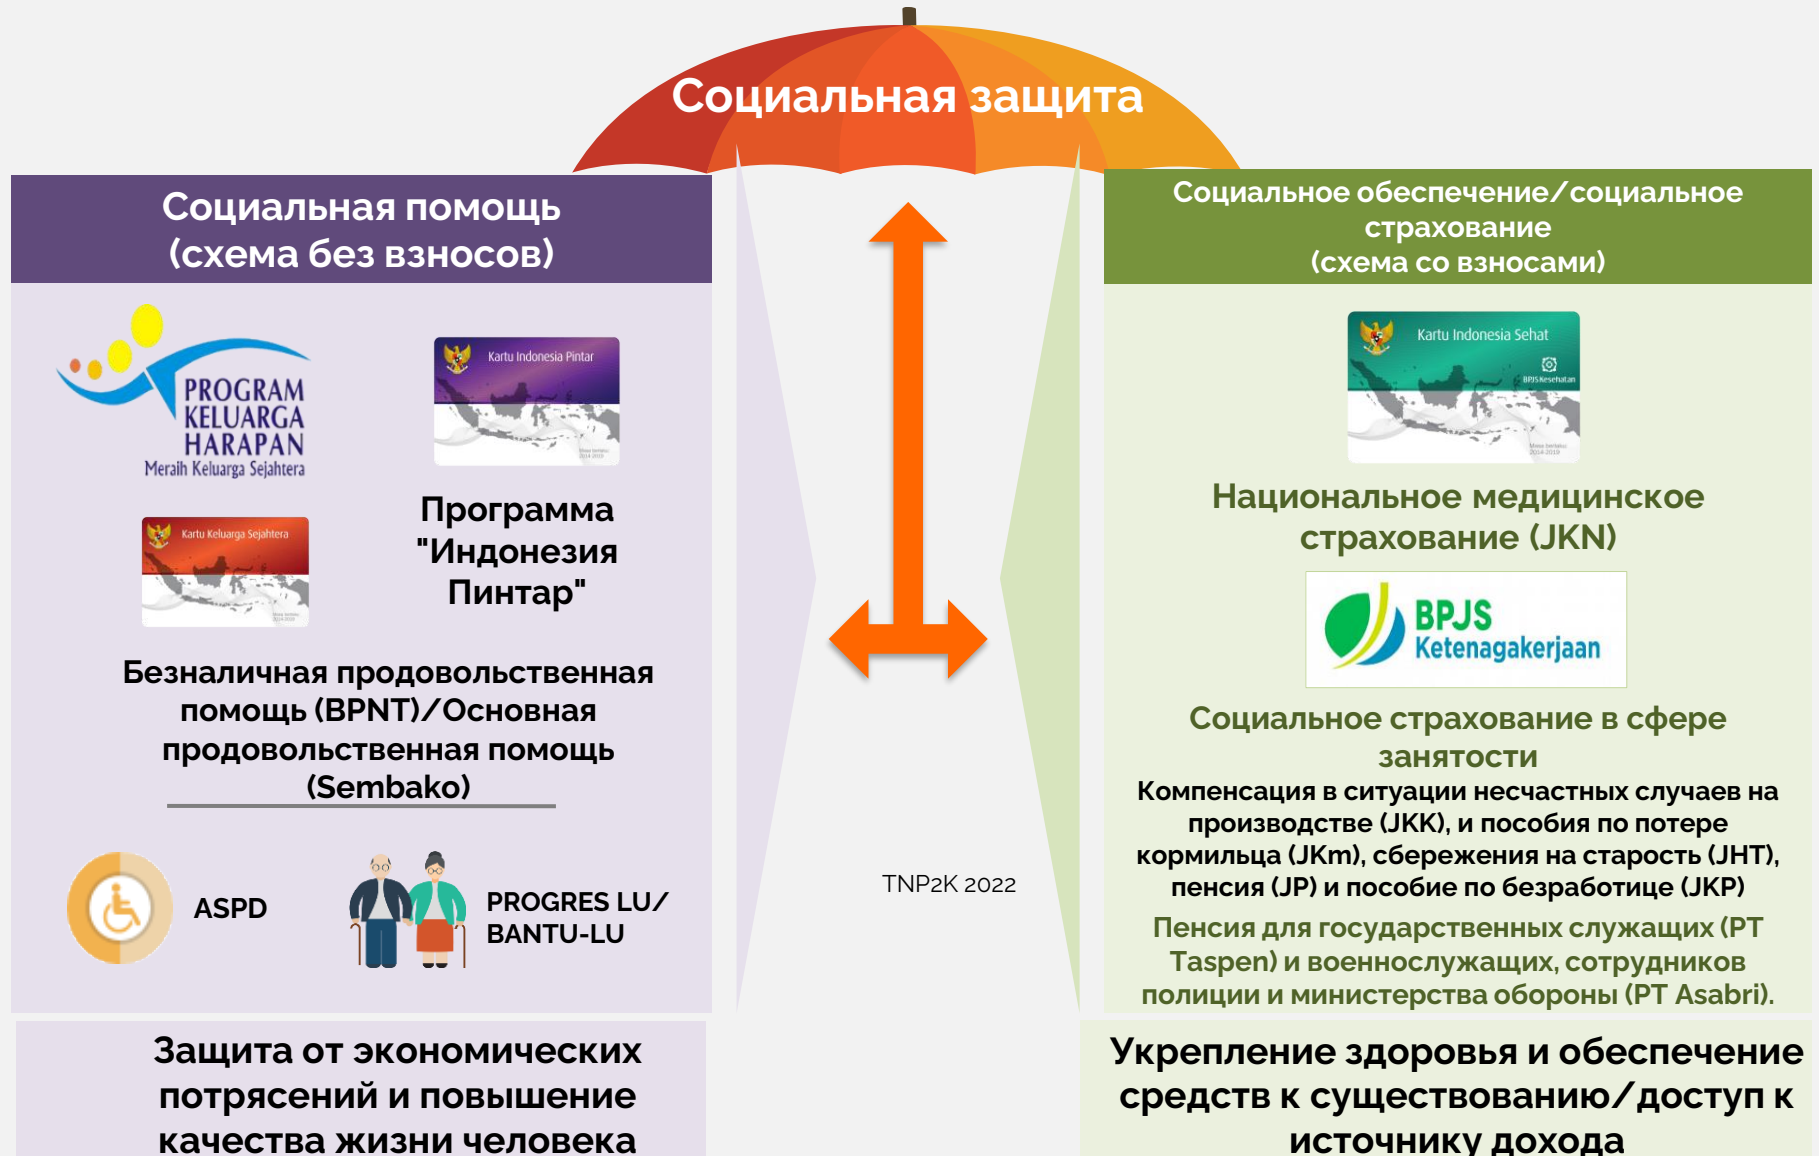 Социальная защита
Социальная помощь
(схема без взносов)
PROGRAM
KELUARGA
HARAPAN
Meraih Keluarga Sejahtera
Kartu Indonesia Pintar
Программа
"Индонезия
Пинтар"
Kartu Keluarga Sejahtera
Безналичная продовольственная
помощь (BPNT)/Основная
продовольственная помощь
(Sembako)
ASPD
PROGRES LU/
BANTU-LU
Защита от экономических
потрясений и повышение
качества жизни человека
TNP2K 2022
Социальное обеспечение/социальное
страхование
(схема со взносами)
Kartu Indonesia Sehat
BPJS Kesehatan
Национальное медицинское
страхование (JKN)
BPJS
Ketenagakerjaan
Социальное страхование в сфере
занятости
Компенсация в ситуации несчастных случаев на
производстве (JKK), и пособия по потере
кормильца (JKm), сбережения на старость (JHT),
пенсия (JP) и пособие по безработице (JKP)
Пенсия для государственных служащих (PT
Taspen) и военнослужащих, сотрудников
полиции и министерства обороны (PT Asabri).
Укрепление здоровья и обеспечение
средств к существованию/доступ к
источнику дохода